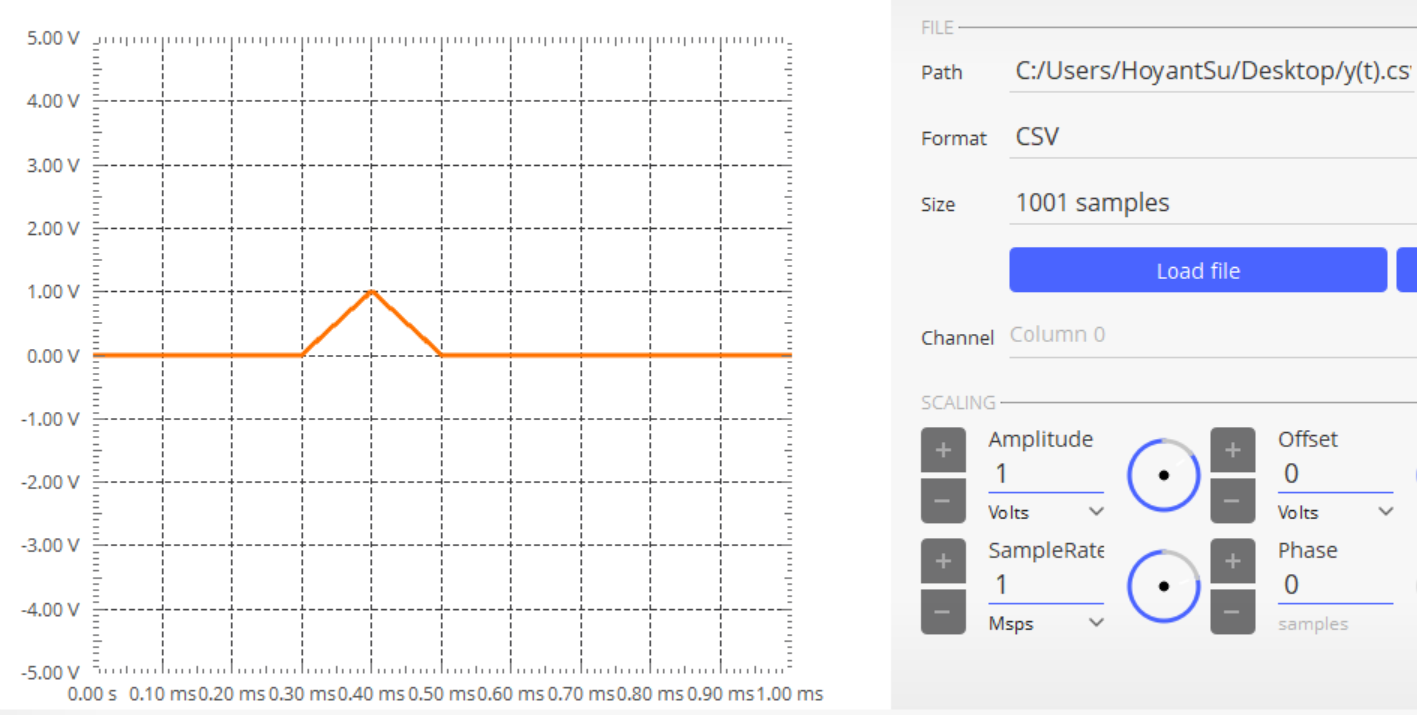 5.00 V
4.00 V
3.00 V
2.00 V
1.00 V
0.00 V
-1.00 V
-2.00 V
-3.00 V
-4.00 V
-5.00 V
0.00 s 0.10 ms 0.20 ms 0.30 ms 0.40 ms 0.50 ms 0.60 ms 0.70 ms 0.80 ms 0.90 ms 1.00 ms
FILE
Path C:/Users/HoyantSu/Desktop/y(t).cs
Format CSV
Size 1001 samples
Load file
Channel Column 0
SCALING
+ Amplitude + Offset
1 0
- Volts - Volts
+ SampleRate + Phase
1 0
- Msps - samples